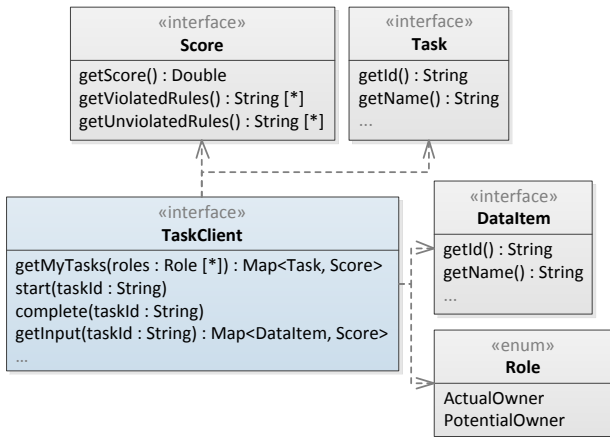 «interface»
Score
getScore() : Double
getViolatedRules() : String [*]
getUnviolatedRules() : String [*]
«interface»
Task
getId() : String
getName() : String
...
«interface»
TaskClient
getMyTasks(roles : Role [*]) : Map<Task, Score>
start(taskId : String)
complete(taskId : String)
getInput(taskId : String) : Map<DataItem, Score>
...
«interface»
DataItem
getId() : String
getName() : String
...
«enum»
Role
ActualOwner
PotentialOwner